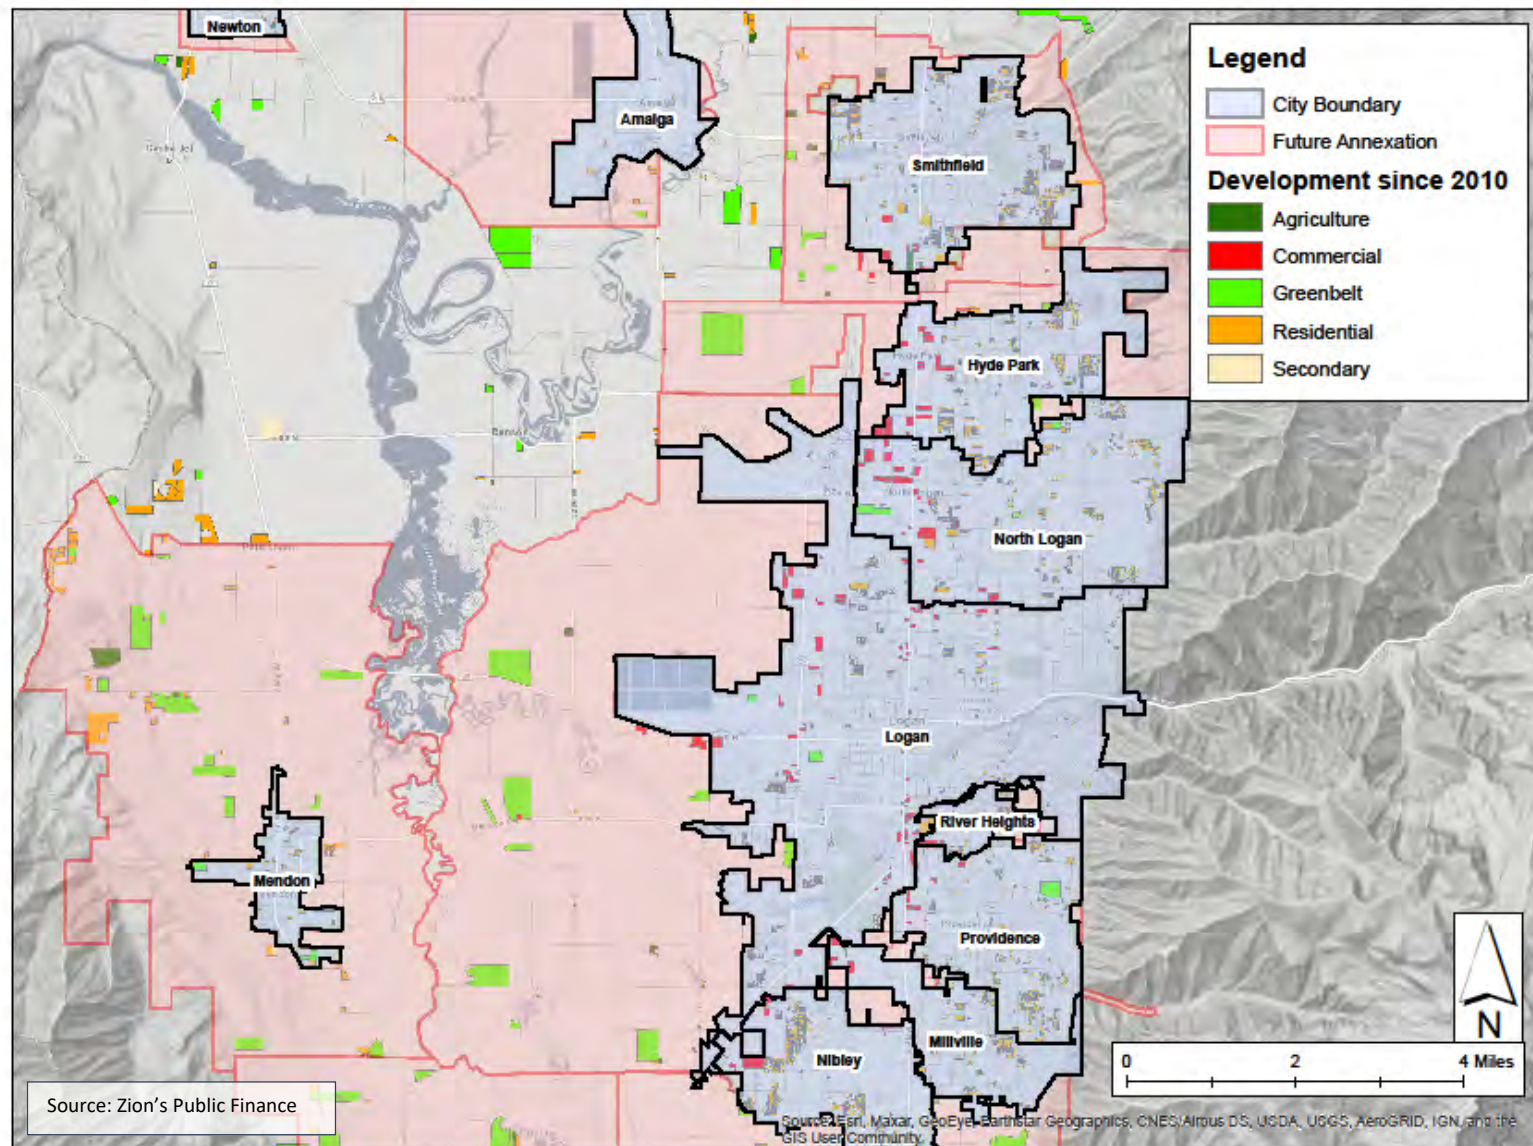 Newton
Amalga
Smithfield
Hyde Park
North Logan
Logan
Logan
River Heights
Mendon
Providence
Millville
Nibley
Benson
Legend
City Boundary
Future Annexation
Development since 2010
Agriculture
Commercial
Greenbelt
Residential
Secondary
N
0 2 4 Miles
Source: Zion's Public Finance
Source: Esri, Maxar, GeoEye, Earthstar Geographics, CNES/Airbus DS, USDA, USGS, AeroGRID, IGN, and the
GIS User Community